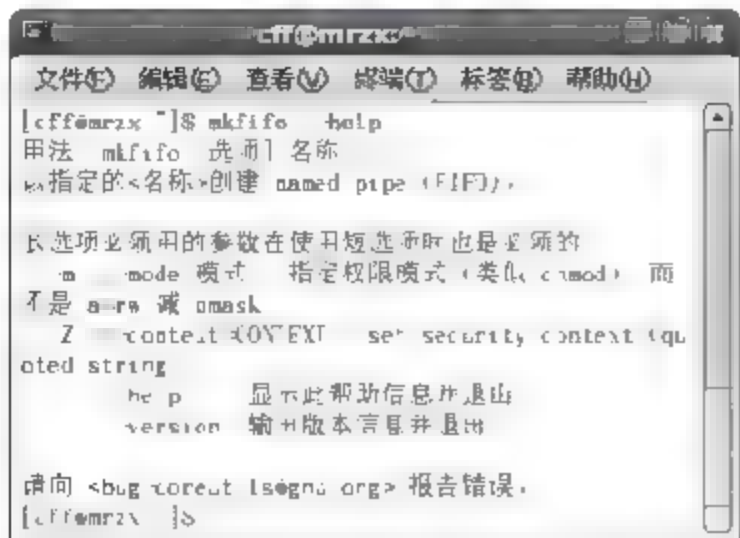 cff@mrzx:
文件(F) 编辑(E) 查看(V) 终端(T) 标签(B) 帮助(H)
[cff@mrzx ~]$ mkfifo --help
用法 mkfifo 选项] 名称
以指定的<名称>创建 named pipe (FIFO)。
长选项必须用的参数在使用短选项时也是必须的
-m --mode 模式 指定权限模式 (类似 chmod) 而
不是 a=rw 减 umask
-Z --context CONTEXT set security context (qu
oted string
--help 显示此帮助信息并退出
--version 输出版本信息并退出
请向 <bug-coreutils@gnu.org> 报告错误。
[cff@mrzx ~]$